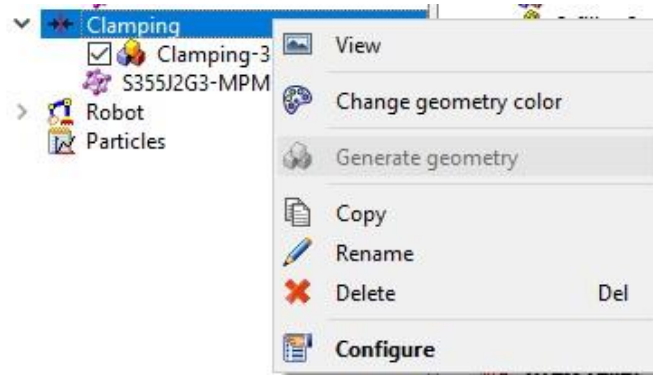 Clamping
Clamping-3
S355J2G3-MPM
Robot
Particles
View
Change geometry color
Generate geometry
Copy
Rename
Delete Del
Configure